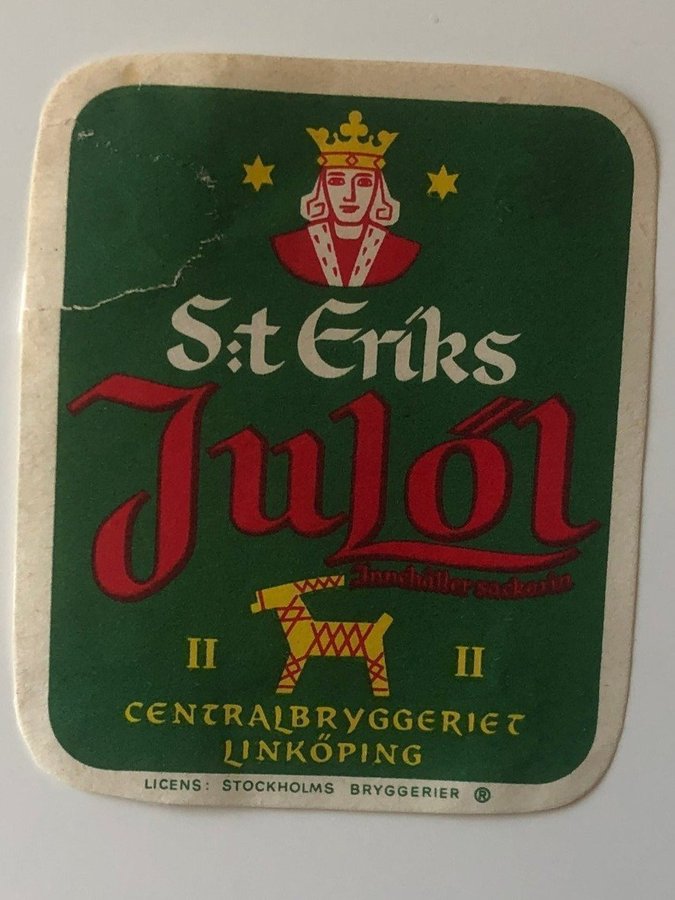 S:t Eriks
Julöl
Innehåller sackarin
II II
CENTRALBRYGGERIET
LINKÖPING
LICENS: STOCKHOLMS BRYGGERIER ®